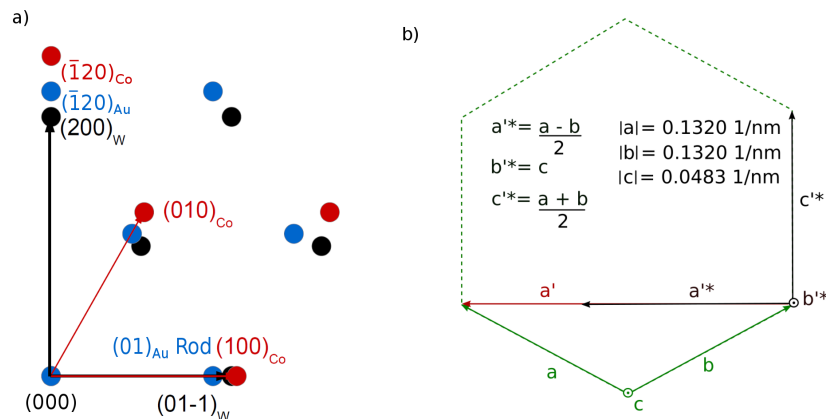 a)
(1̅20)Co
(1̅20)Au
(200)W
(010)Co
(01)Au Rod (100)Co
(000)
(01-1)W
b)
a'*= a - b
2
b'*= c
c'*= a + b
2
|a|= 0.1320 1/nm
|b|= 0.1320 1/nm
|c|= 0.0483 1/nm
c'*
a'
a'*
b'*
a
b
c